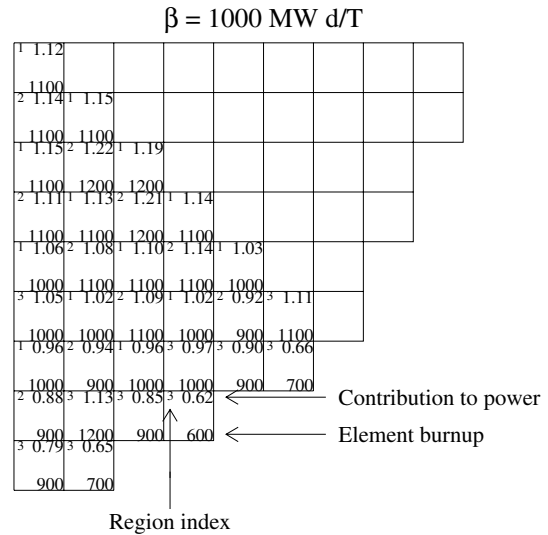 β = 1000 MW d/T
1 1.12
1100
2 1.14 1 1.15
1100 1100
1 1.15 2 1.22 1 1.19
1100 1200 1200
2 1.11 1 1.13 2 1.21 1 1.14
1100 1100 1200 1100
1 1.06 2 1.08 1 1.10 2 1.14 1 1.03
1000 1100 1100 1100 1000
3 1.05 1 1.02 2 1.09 1 1.02 2 0.92 3 1.11
1000 1000 1100 1000 900 1100
1 0.96 2 0.94 1 0.96 3 0.97 3 0.90 3 0.66
1000 900 1000 1000 900 700
2 0.88 3 1.13 3 0.85 3 0.62 Contribution to power
900 1200 900 600 Element burnup
3 0.79 3 0.65
900 700
Region index